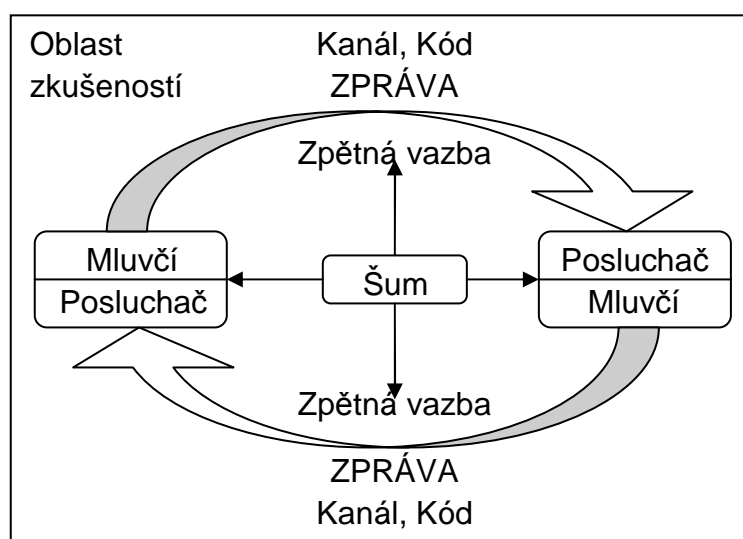 Oblast
zkušeností
Kanál, Kód
ZPRÁVA
Zpětná vazba
Mluvčí
Posluchač
Šum
Posluchač
Mluvčí
Zpětná vazba
ZPRÁVA
Kanál, Kód